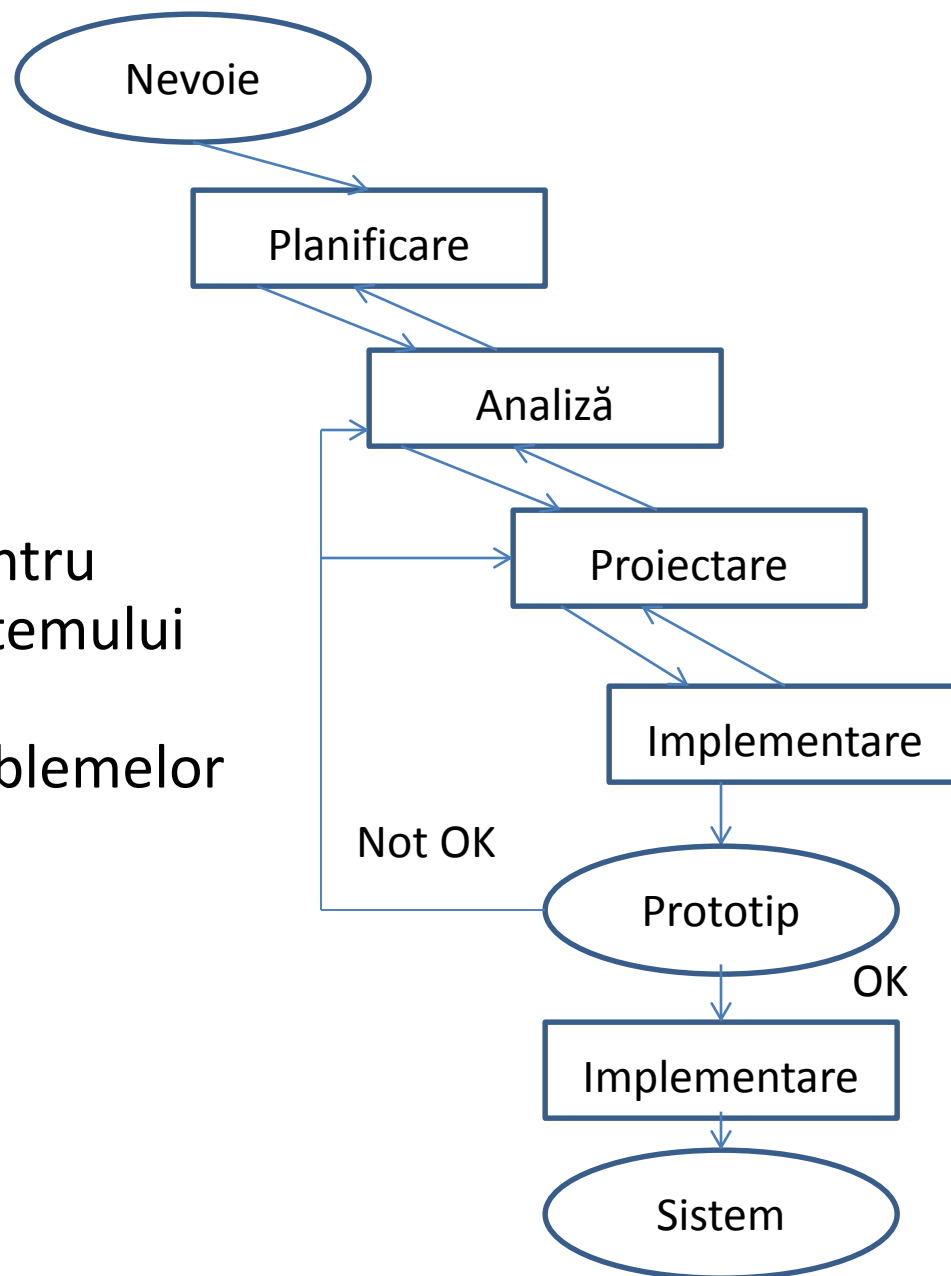 Nevoie
Planificare
Analiză
Proiectare
ntru
temului
Implementare
blemelor
Not OK
Prototip
OK
Implementare
Sistem